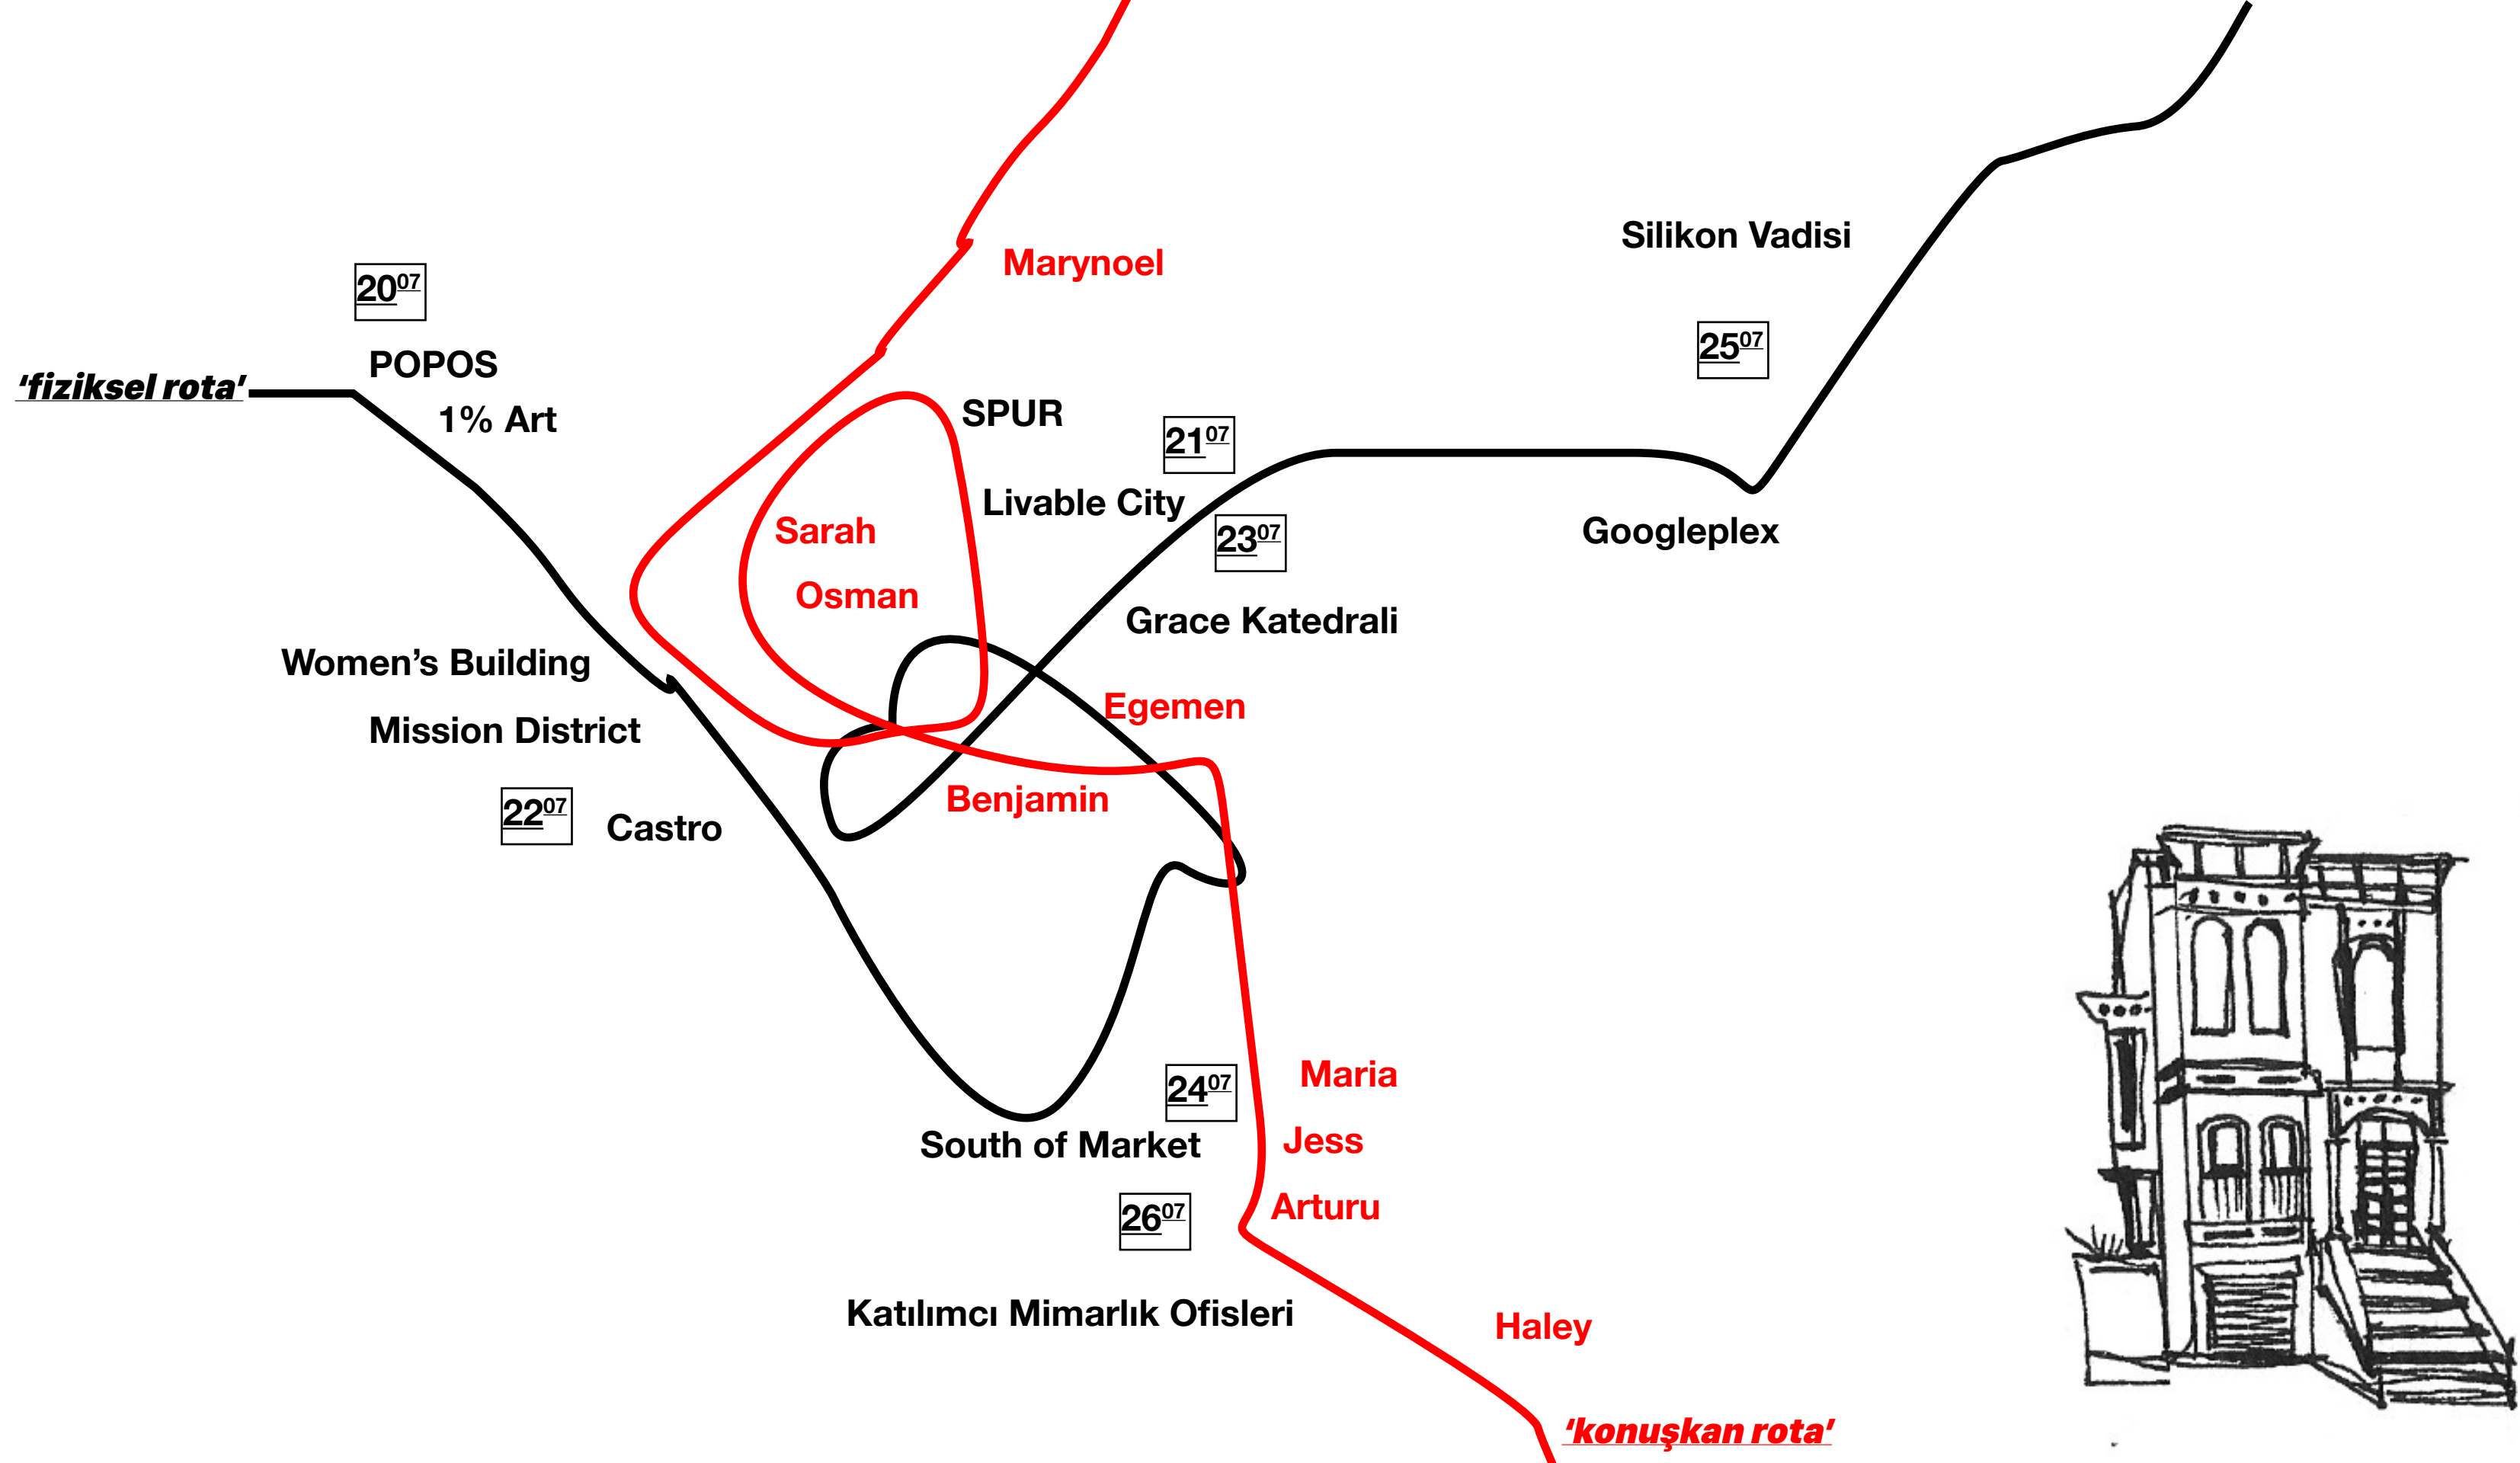 Marynoel
Silikon Vadisi
20 07
POPOS
‘fiziksel rota’
1% Art
25 07
SPUR
21 07
Livable City
Sarah
23 07
Googleplex
Osman
Grace Katedrali
Women’s Building
Egemen
Mission District
Benjamin
22 07
Castro
Maria
24 07
South of Market
Jess
Arturu
26 07
Katılımcı Mimarlık Ofisleri
Haley
‘konuşkan rota’